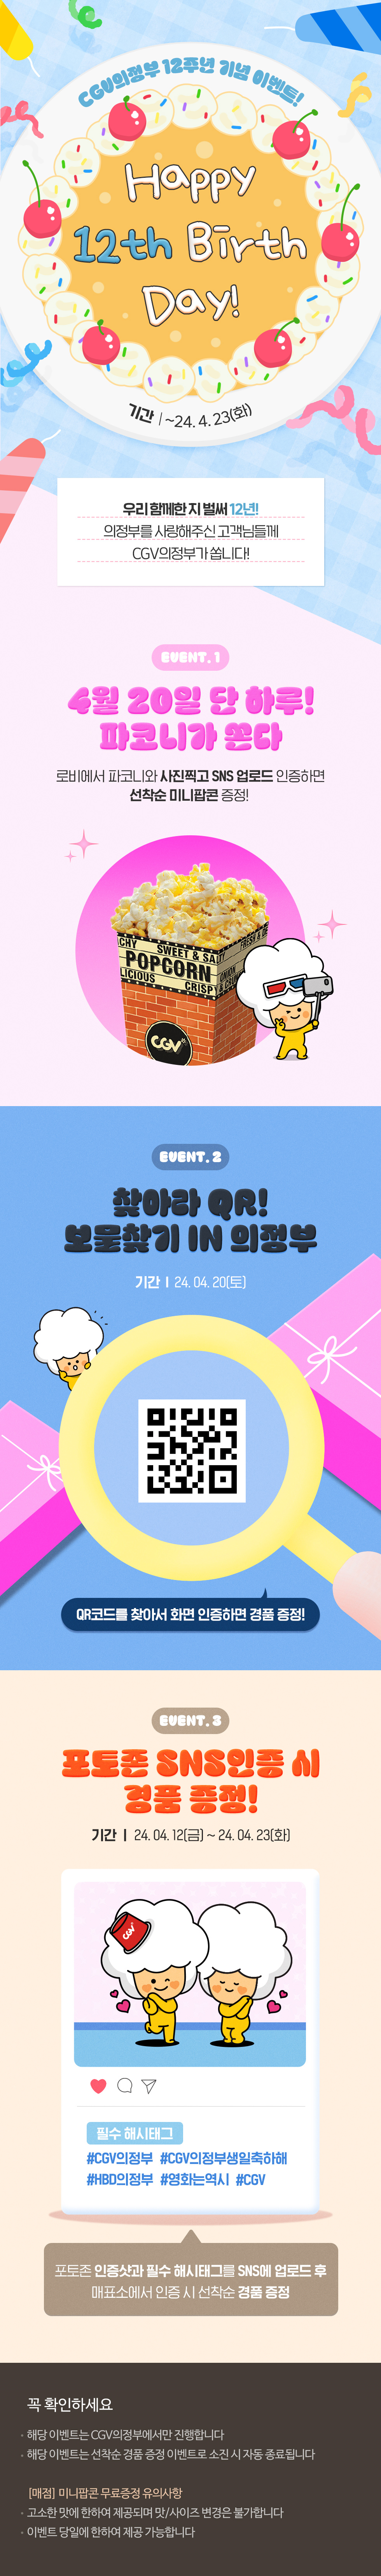 CGV의정부 12주년 기념 이벤트!
Happy
12th Birth
Day!
기간 | ~24. 4. 23(화)
우리 함께한 지 벌써 12년!
의정부를 사랑해주신 고객님들께
CGV의정부가 쏩니다!
EVENT. 1
4월 20일 단 하루!
파코니가 쏜다
로비에서 파코니와 사진찍고 SNS 업로드 인증하면
선착순 미니팝콘 증정!
SWEET & SALTY
POPCORN
CRISPY
CGV
EVENT. 2
찾아라 QR!
보물찾기 IN 의정부
기간 | 24. 04. 20(토)
QR코드를 찾아서 화면 인증하면 경품 증정!
EVENT. 3
포토존 SNS인증 시
경품 증정!
기간 | 24. 04. 12(금) ~ 24. 04. 23(화)
CGV
필수 해시태그
#CGV의정부 #CGV의정부생일축하해
#HBD의정부 #영화는역시 #CGV
포토존 인증샷과 필수 해시태그를 SNS에 업로드 후
매표소에서 인증 시 선착순 경품 증정
꼭 확인하세요
· 해당 이벤트는 CGV의정부에서만 진행합니다
· 해당 이벤트는 선착순 경품 증정 이벤트로 소진 시 자동 종료됩니다
[매점] 미니팝콘 무료증정 유의사항
· 고소한 맛에 한하여 제공되며 맛/사이즈 변경은 불가합니다
· 이벤트 당일에 한하여 제공 가능합니다